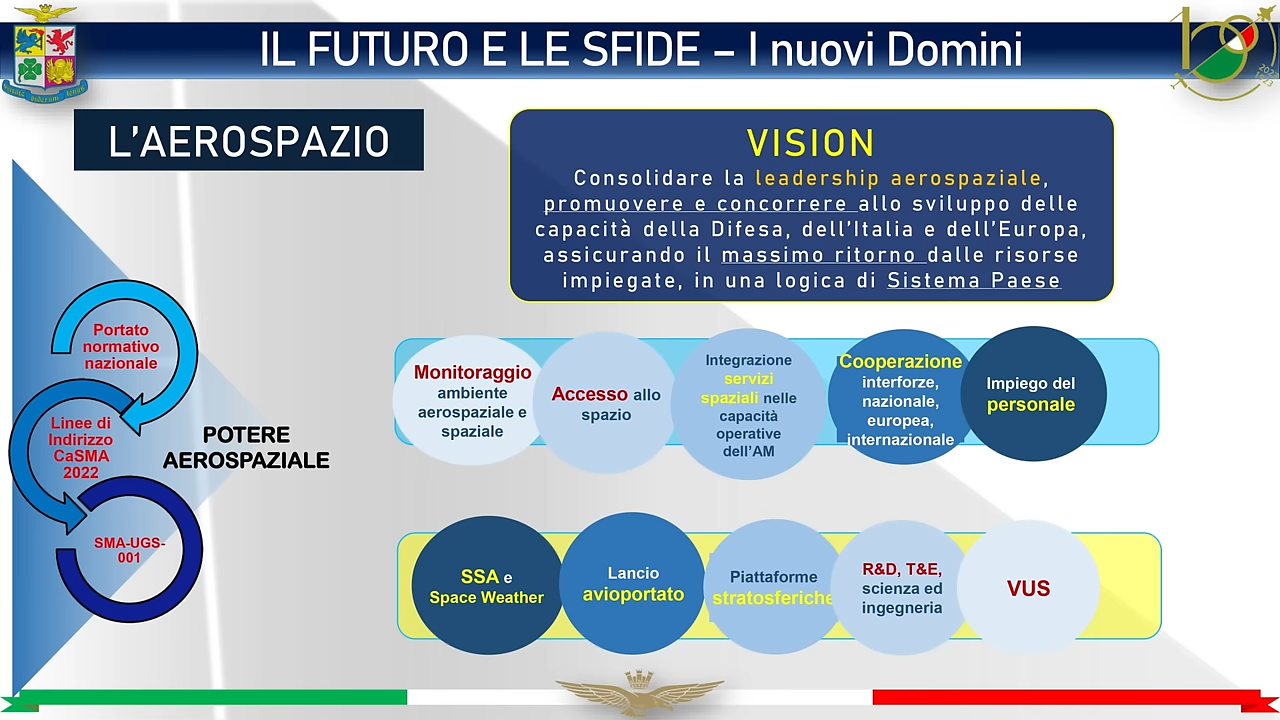 IL FUTURO E LE SFIDE – I nuovi Domini
L'AEROSPAZIO
VISION
Consolidare la leadership aerospaziale,
promuovere e concorrere allo sviluppo delle
capacità della Difesa, dell'Italia e dell'Europa,
assicurando il massimo ritorno dalle risorse
impiegate, in una logica di Sistema Paese
Portato
normativo
nazionale
Linee di
Indirizzo
CaSMA
2022
SMA-UGS-
001
POTERE
AEROSPAZIALE
Monitoraggio
ambiente
aerospaziale e
spaziale
Accesso allo
spazio
Integrazione
servizi
spaziali nelle
capacità
operative
dell'AM
Cooperazione
interforze,
nazionale,
europea,
internazionale
Impiego del
personale
SSA e
Space Weather
Lancio
avioportato
Piattaforme
stratosferiche
R&D, T&E,
scienza ed
ingegneria
VUS